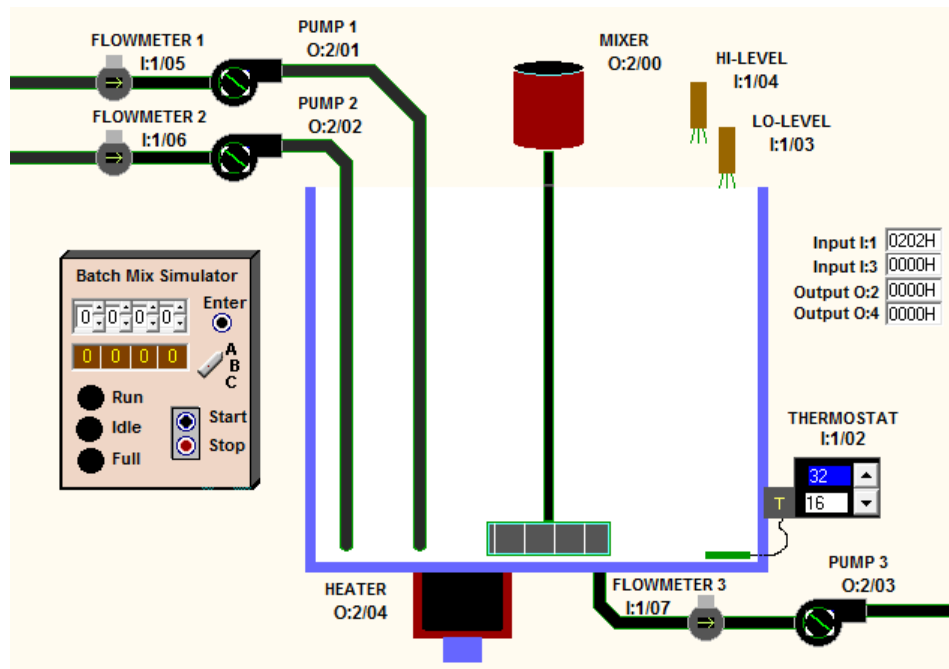 FLOWMETER 1
I:1/05
PUMP 1
O:2/01
FLOWMETER 2
I:1/06
PUMP 2
O:2/02
MIXER
O:2/00
HI-LEVEL
I:1/04
LO-LEVEL
I:1/03
Input I:1 0202H
Input I:3 0000H
Output O:2 0000H
Output O:4 0000H
Batch Mix Simulator
0 0 0 0
Enter
0 0 0 0
A
B
C
Run
Idle
Full
Start
Stop
THERMOSTAT
I:1/02
32
16
T
HEATER
O:2/04
FLOWMETER 3
I:1/07
PUMP 3
O:2/03